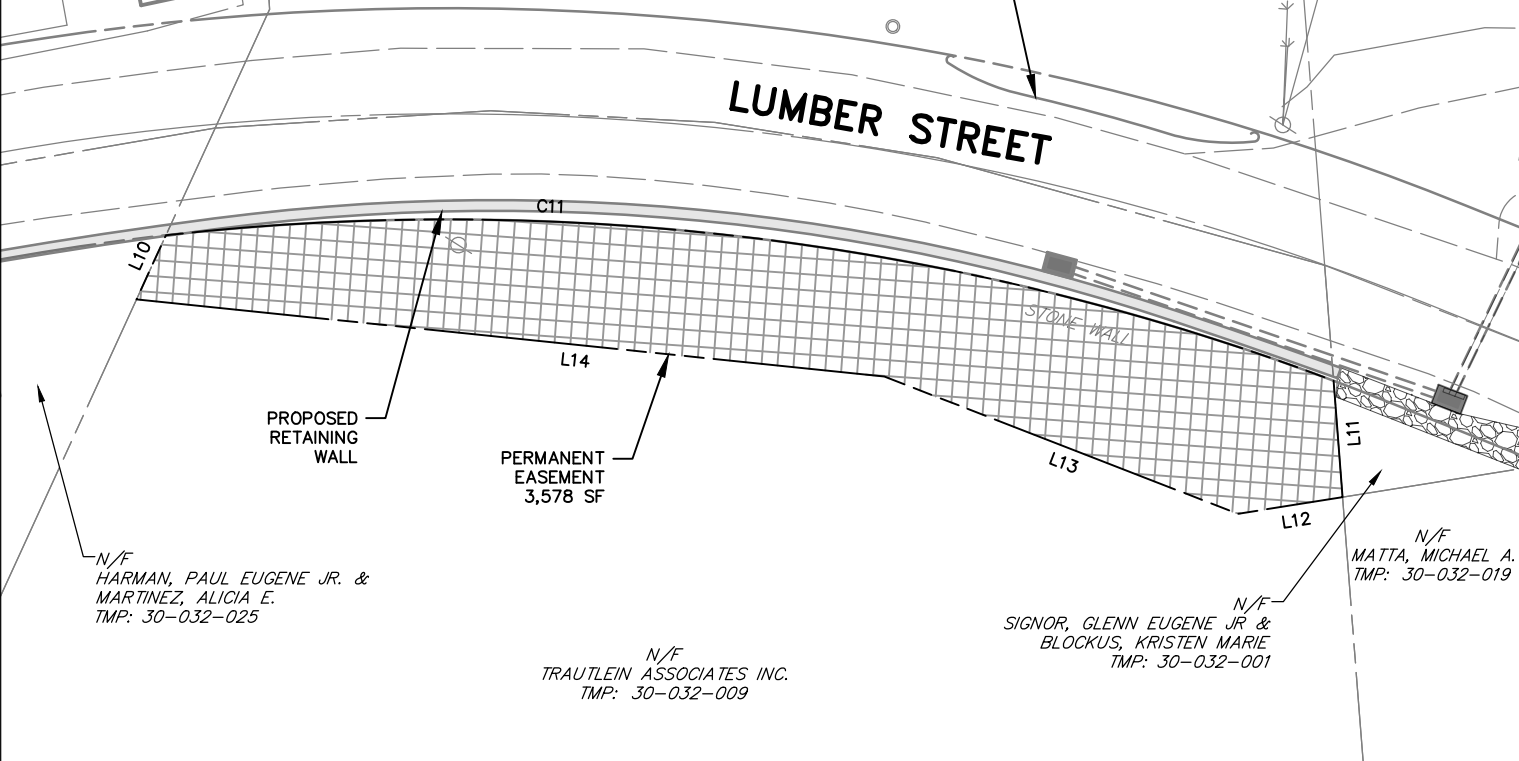 LUMBER STREET
C11
L10
STONE WALL
L14
L11
L13
L12
PROPOSED
RETAINING
WALL
PERMANENT
EASEMENT
3,578 SF
N/F
HARMAN, PAUL EUGENE JR. &
MARTINEZ, ALICIA E.
TMP: 30-032-025
N/F
TRAUTLEIN ASSOCIATES INC.
TMP: 30-032-009
N/F
SIGNOR, GLENN EUGENE JR &
BLOCKUS, KRISTEN MARIE
TMP: 30-032-001
N/F
MATTA, MICHAEL A.
TMP: 30-032-019